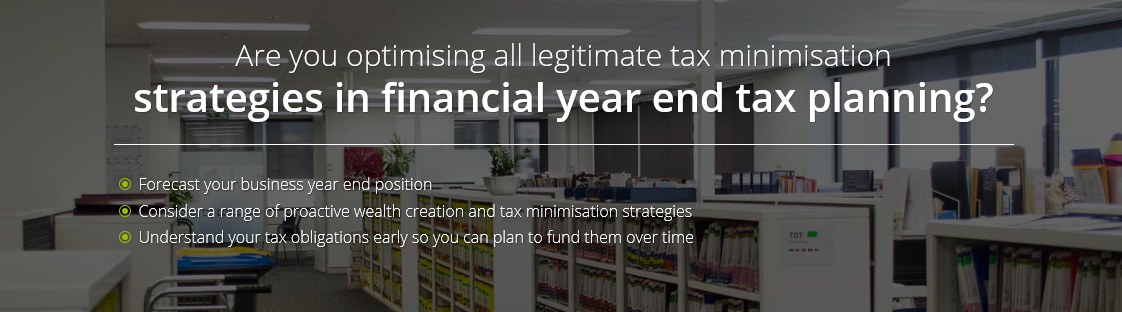 Are you optimising all legitimate tax minimisation
strategies in financial year end tax planning?
Forecast your business year end position
Consider a range of proactive wealth creation and tax minimisation strategies
Understand your tax obligations early so you can plan to fund them over time
TDT